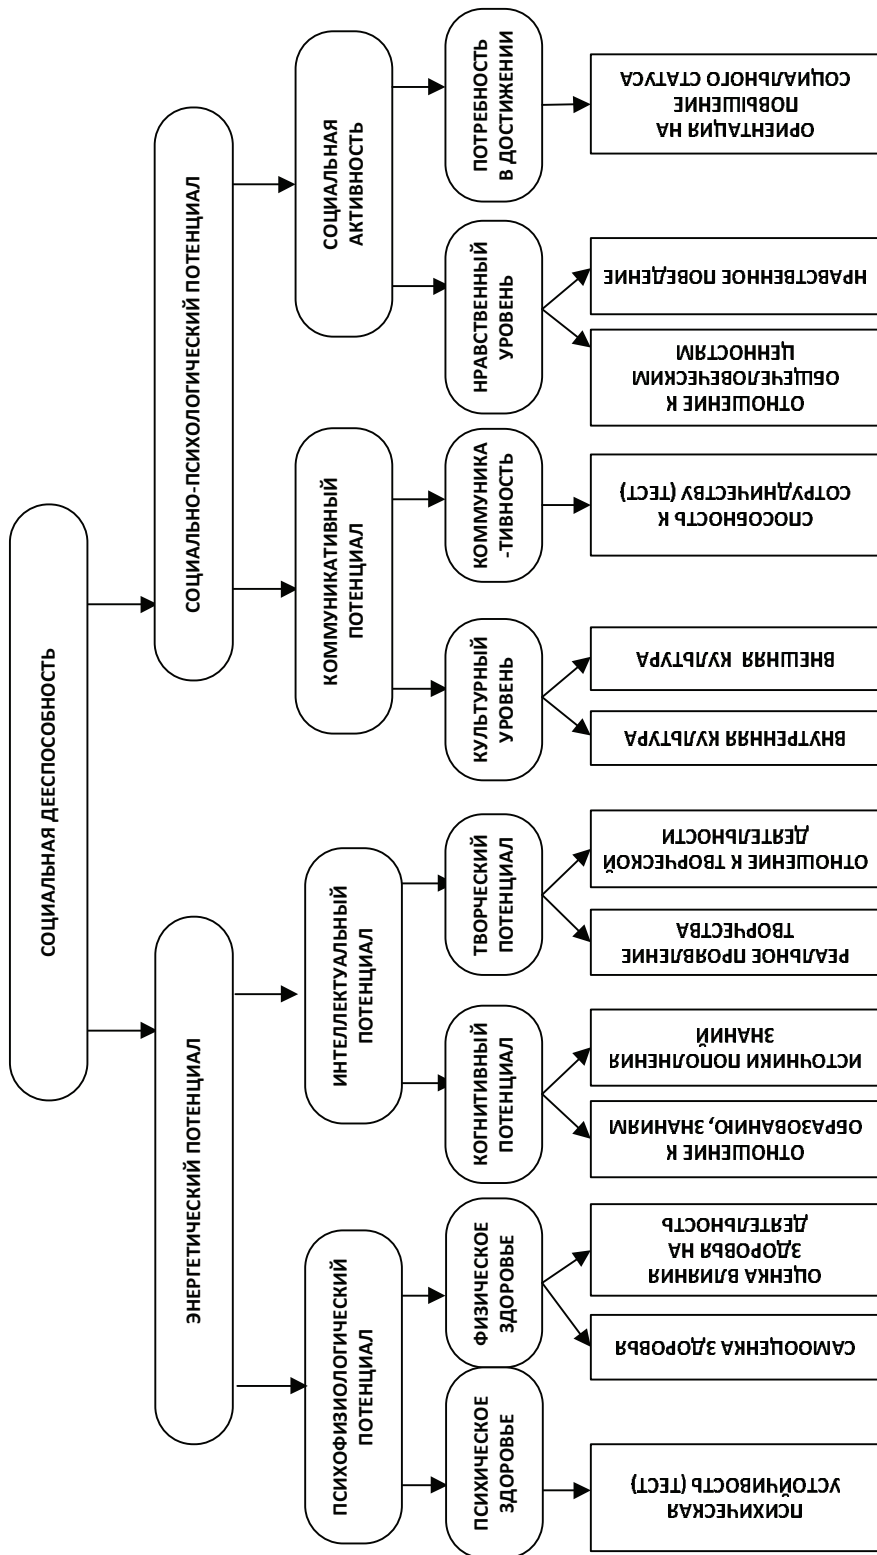 СОЦИАЛЬНАЯ ДЕЕСПОСОБНОСТЬ
ЭНЕРГЕТИЧЕСКИЙ ПОТЕНЦИАЛ
СОЦИАЛЬНО-ПСИХОЛОГИЧЕСКИЙ ПОТЕНЦИАЛ
ПСИХОФИЗИОЛОГИЧЕСКИЙ
ПОТЕНЦИАЛ
ИНТЕЛЛЕКТУАЛЬНЫЙ
ПОТЕНЦИАЛ
КОММУНИКАТИВНЫЙ
ПОТЕНЦИАЛ
СОЦИАЛЬНАЯ
АКТИВНОСТЬ
ПСИХИЧЕСКОЕ
ЗДОРОВЬЕ
ФИЗИЧЕСКОЕ
ЗДОРОВЬЕ
КОГНИТИВНЫЙ
ПОТЕНЦИАЛ
ТВОРЧЕСКИЙ
ПОТЕНЦИАЛ
КУЛЬТУРНЫЙ
УРОВЕНЬ
КОММУНИКА
-ТИВНОСТЬ
НРАВСТВЕННЫЙ
УРОВЕНЬ
ПОТРЕБНОСТЬ
В ДОСТИЖЕНИИ
ПСИХИЧЕСКАЯ
УСТОЙЧИВОСТЬ (ТЕСТ)
САМООЦЕНКА ЗДОРОВЬЯ
ОЦЕНКА ВЛИЯНИЯ
ЗДОРОВЬЯ НА
ДЕЯТЕЛЬНОСТЬ
ОТНОШЕНИЕ К
ОБРАЗОВАНИЮ, ЗНАНИЯМ
ИСТОЧНИКИ ПОПОЛНЕНИЯ
ЗНАНИЙ
РЕАЛЬНОЕ ПРОЯВЛЕНИЕ
ТВОРЧЕСТВА
ОТНОШЕНИЕ К ТВОРЧЕСКОЙ
ДЕЯТЕЛЬНОСТИ
ВНУТРЕННЯЯ КУЛЬТУРА
ВНЕШНЯЯ КУЛЬТУРА
СПОСОБНОСТЬ К
СОТРУДНИЧЕСТВУ (ТЕСТ)
ОТНОШЕНИЕ К
ОБЩЕЧЕЛОВЕЧЕСКИМ
ЦЕННОСТЯМ
НРАВСТВЕННОЕ ПОВЕДЕНИЕ
ОРИЕНТАЦИЯ НА
ПОВЫШЕНИЕ
СОЦИАЛЬНОГО СТАТУСА